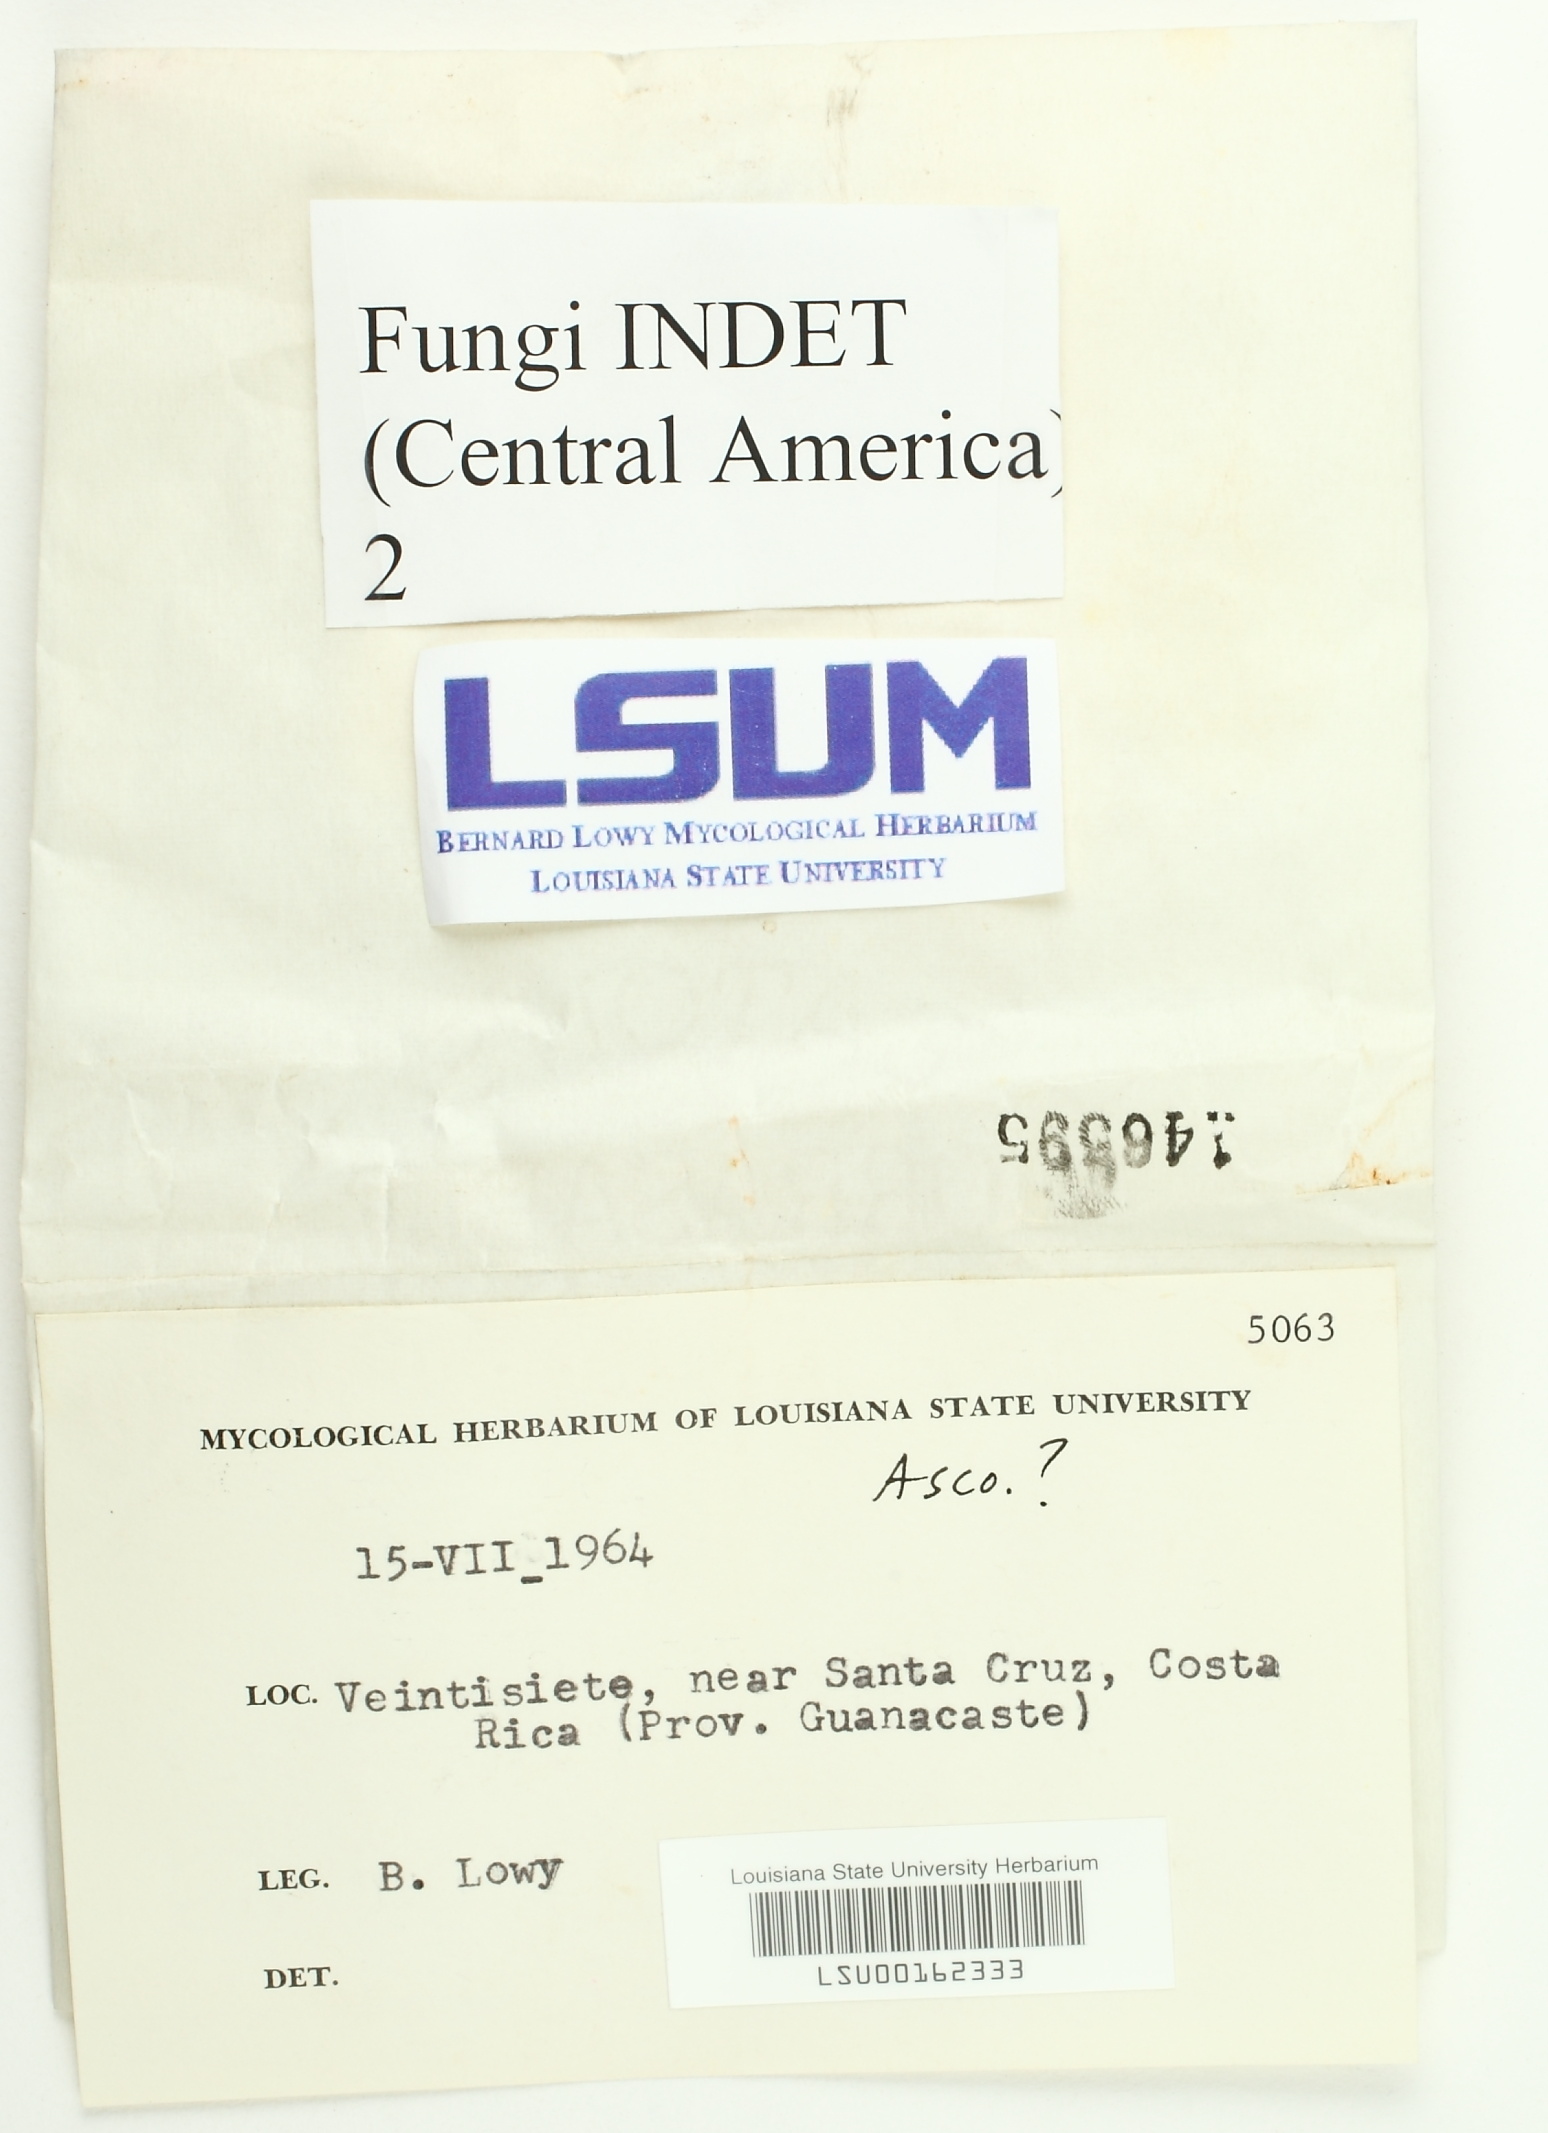 Fungi INDET
(Central America)
2
LSUM
BERNARD LOWY MYCOLOGICAL HERBARIUM
LOUISIANA STATE UNIVERSITY
146595
5063
MYCOLOGICAL HERBARIUM OF LOUISIANA STATE UNIVERSITY
Asco. ?
15-VII_1964
LOC. Veintisiete, near Santa Cruz, Costa
Rica (Prov. Guanacaste)
LEG. B. Lowy
Louisiana State University Herbarium
LSU00162333
DET.